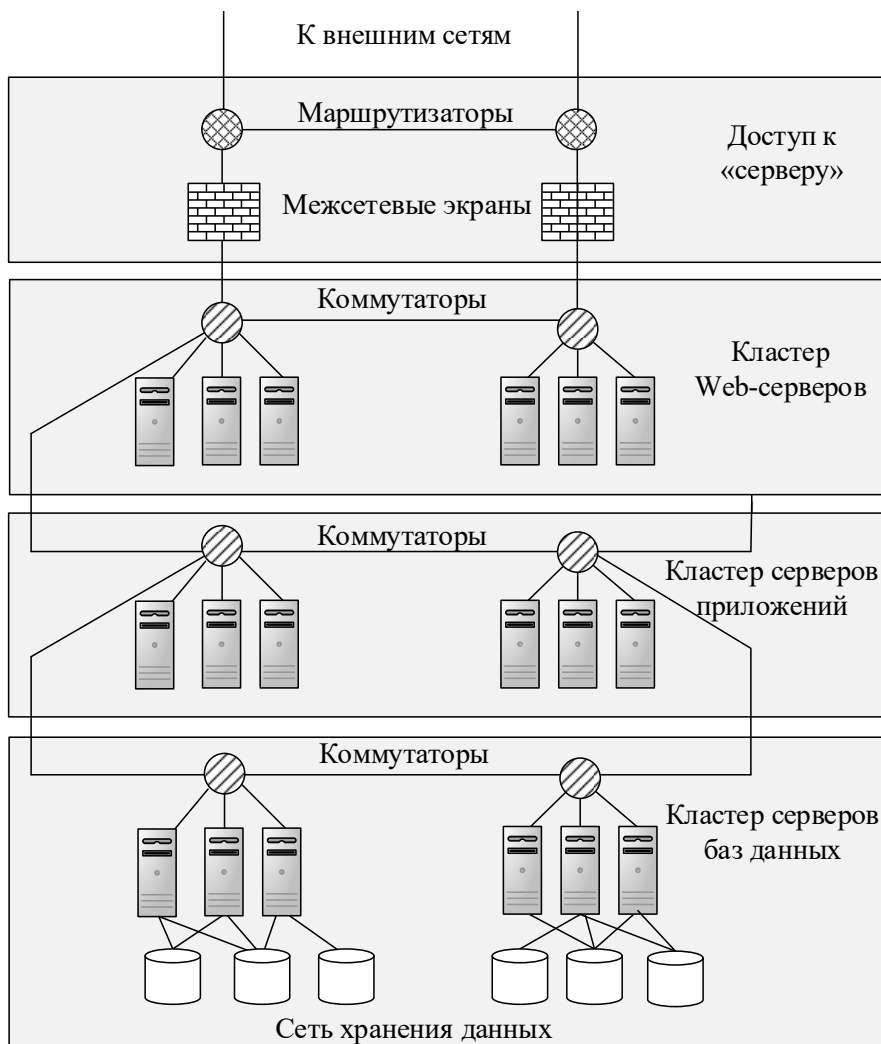 К внешним сетям
Маршрутизаторы
Доступ к
«серверу»
Межсетевые экраны
Коммутаторы
Кластер
Web-серверов
Коммутаторы
Кластер серверов
приложений
Коммутаторы
Кластер серверов
баз данных
Сеть хранения данных